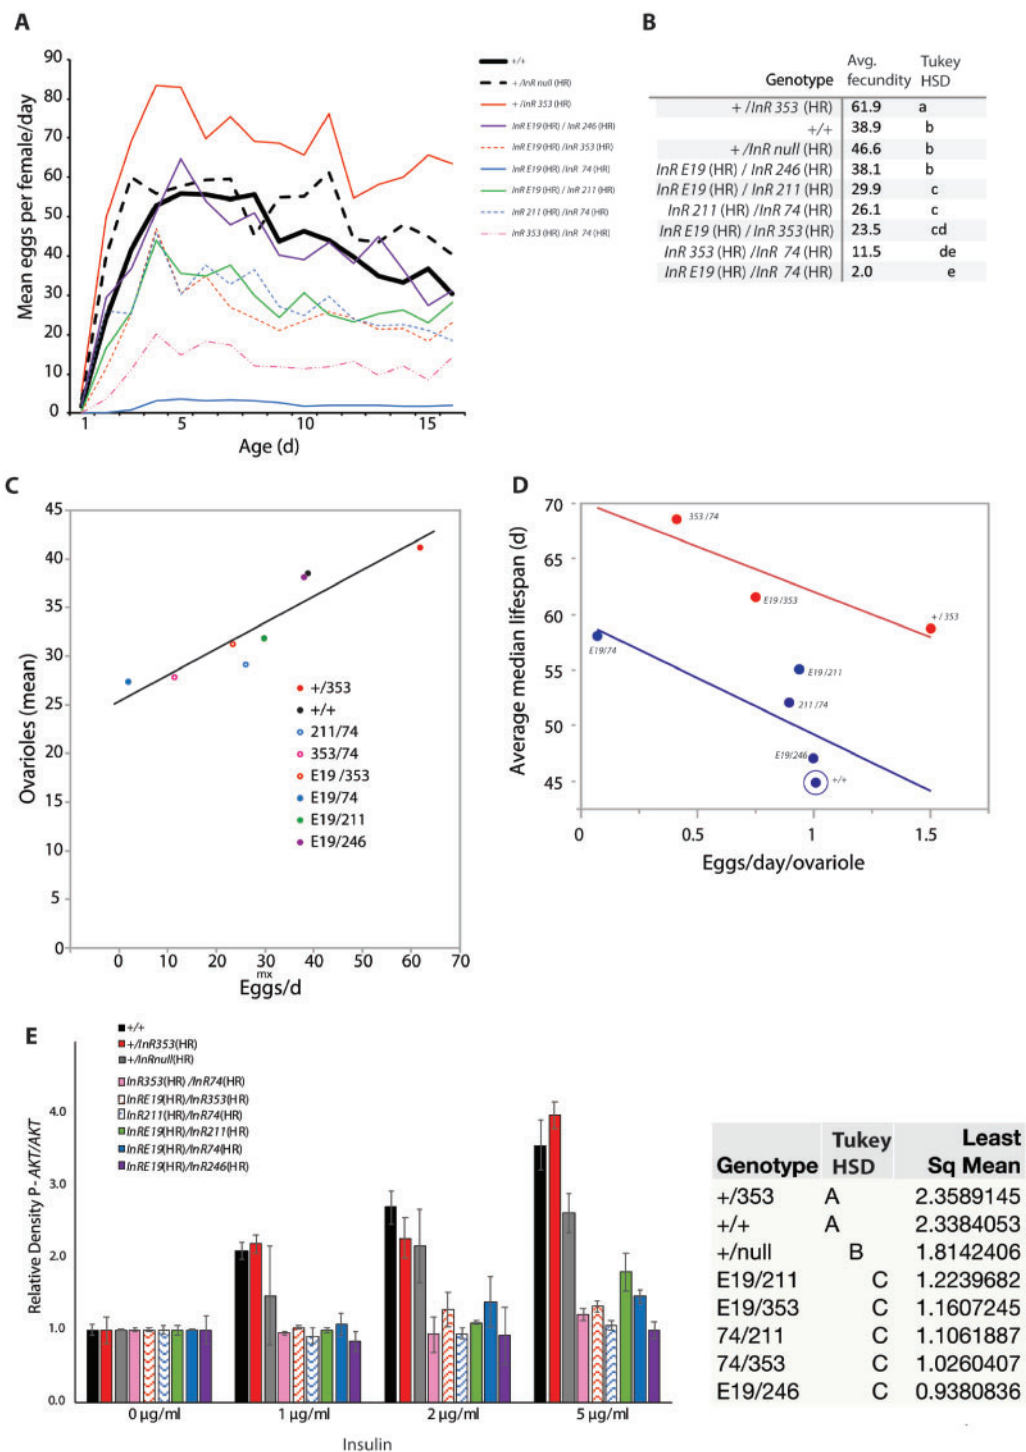 A
90
80
70
60
50
40
30
20
10
0
Mean eggs per female/day
1
5
10
15
Age (d)
+/+
+/InR null (HR)
+/InR 353 (HR)
InR E19 (HR) / InR 246 (HR)
InR E19 (HR) / InR 353 (HR)
InR E19 (HR) / InR 74 (HR)
InR E19 (HR) / InR 211 (HR)
InR 211 (HR) / InR 74 (HR)
InR 353 (HR) / InR 74 (HR)
B
Genotype Avg. fecundity Tukey HSD
+/InR 353 (HR) 61.9 a
+/+ 38.9 b
+/InR null (HR) 46.6 b
InR E19 (HR) / InR 246 (HR) 38.1 b
InR E19 (HR) / InR 211 (HR) 29.9 c
InR 211 (HR) /InR 74 (HR) 26.1 c
InR E19 (HR) / InR 353 (HR) 23.5 cd
InR 353 (HR) /InR 74 (HR) 11.5 de
InR E19 (HR) /InR 74 (HR) 2.0 e
C
45
40
35
30
25
20
15
10
5
0
Ovarioles (mean)
0 10 20 30 40 50 60 70
mx
Eggs/d
+/353
+/+
211/74
353/74
E19/353
E19/74
E19/211
E19/246
D
70
65
60
55
50
45
Average median lifespan (d)
353/74
E19/353
+/353
E19/74
E19/211
211/74
E19/246
+/+
0 0.5 1 1.5
Eggs/day/ovariole
E
+/+
+/InR353(HR)
+/InRnull(HR)
InR353(HR) /InR74(HR)
InRE19(HR)/InR353(HR)
InR211(HR)/InR74(HR)
InRE19(HR)/InR211(HR)
InRE19(HR)/InR74(HR)
InRE19(HR)/InR246(HR)
4.0
3.0
2.0
1.0
0.0
Relative Density P-AKT/AKT
0 µg/ml 1 µg/ml 2 µg/ml 5 µg/ml
Insulin
Genotype Tukey HSD Least Sq Mean
+/353 A 2.3589145
+/+ A 2.3384053
+/null B 1.8142406
E19/211 C 1.2239682
E19/353 C 1.1607245
74/211 C 1.1061887
74/353 C 1.0260407
E19/246 C 0.9380836